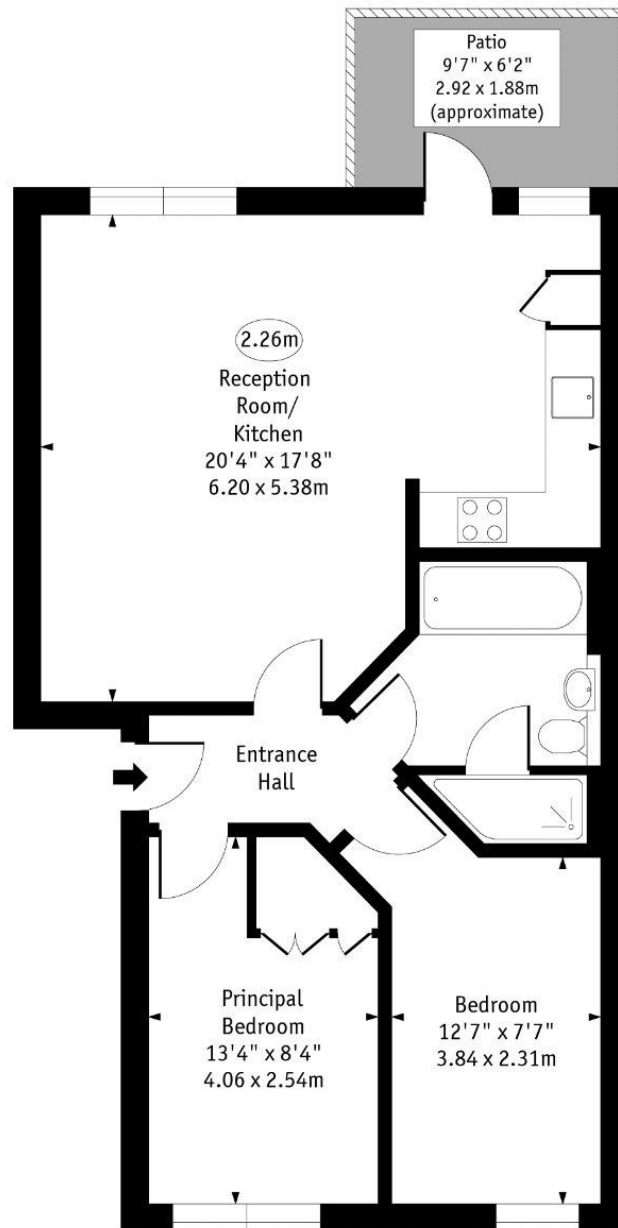 Patio
9'7" x 6'2"
2.92 x 1.88m
(approximate)
2.26m
Reception
Room/
Kitchen
20'4" x 17'8"
6.20 x 5.38m
Entrance
Hall
Principal
Bedroom
13'4" x 8'4"
4.06 x 2.54m
Bedroom
12'7" x 7'7"
3.84 x 2.31m